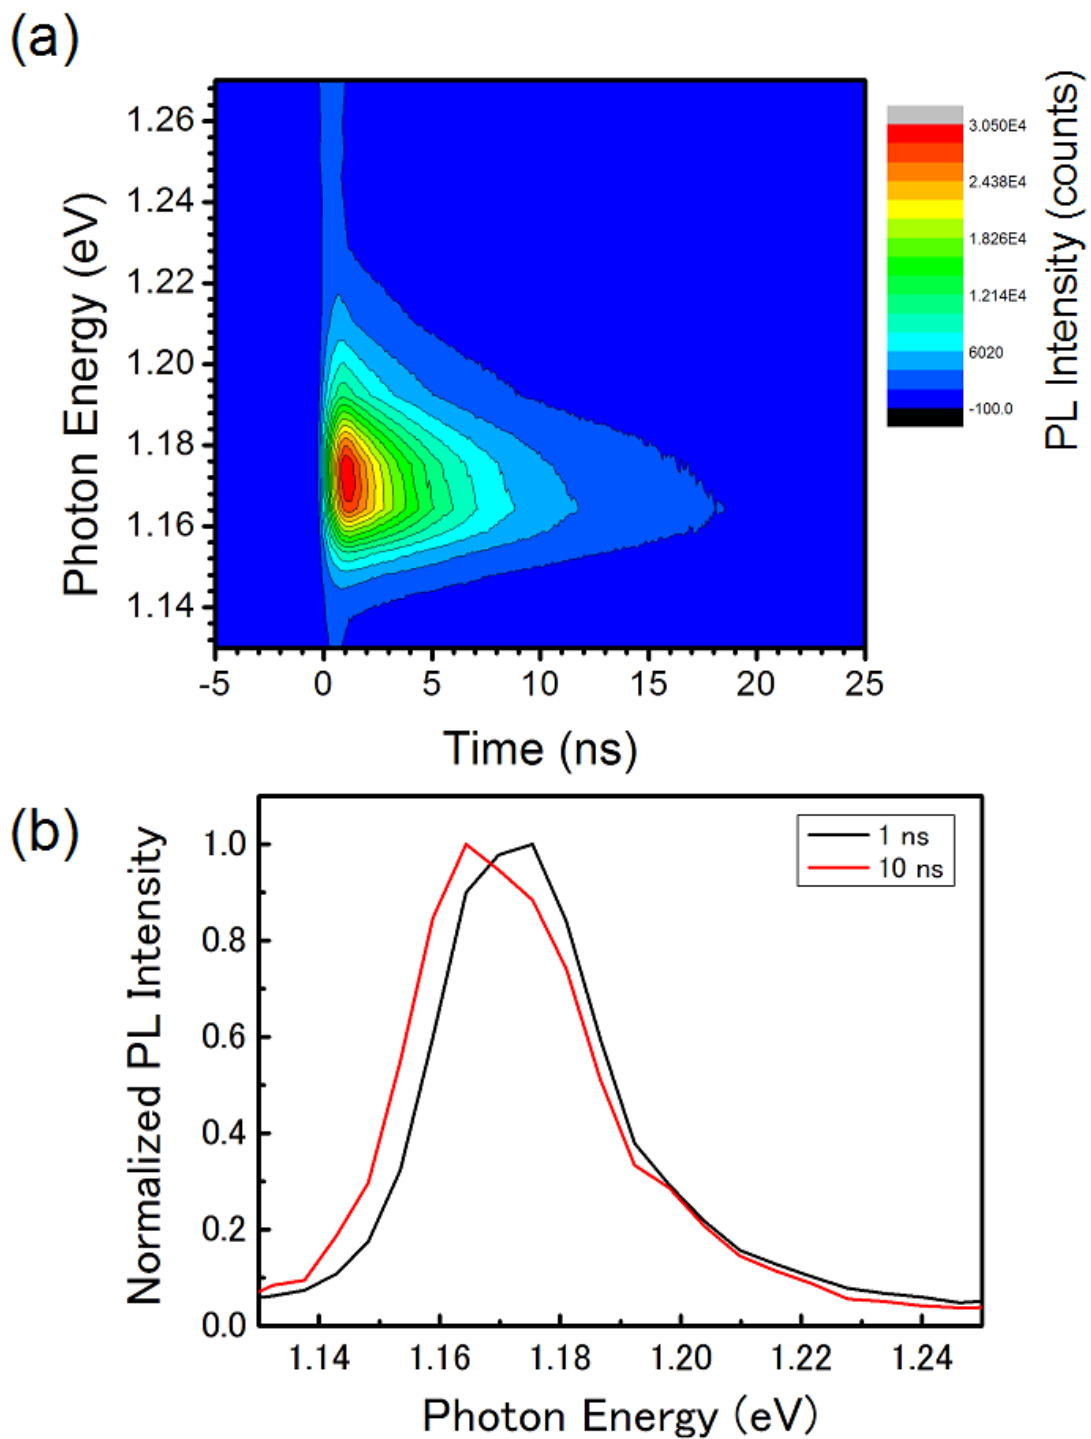 (a)
PL Intensity (counts)
Photon Energy (eV)
1.26
1.24
1.22
1.20
1.18
1.16
1.14
3.050E4
2.438E4
1.826E4
1.214E4
6020
-100.0
-5 0 5 10 15 20 25
Time (ns)
(b)
Normalized PL Intensity
1.0
0.8
0.6
0.4
0.2
0.0
1 ns
10 ns
1.14 1.16 1.18 1.20 1.22 1.24
Photon Energy (eV)